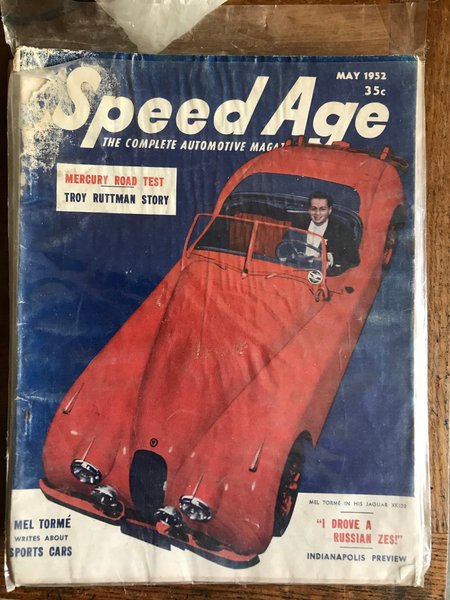 MAY 1952
35c
Speed Age
THE COMPLETE AUTOMOTIVE MAGA
MERCURY ROAD TEST
TROY RUTTMAN STORY
MEL TORMÉ IN HIS JAGUAR XK120
MEL TORMÉ
WRITES ABOUT
SPORTS CARS
"I DROVE A
RUSSIAN ZES!"
INDIANAPOLIS PREVIEW